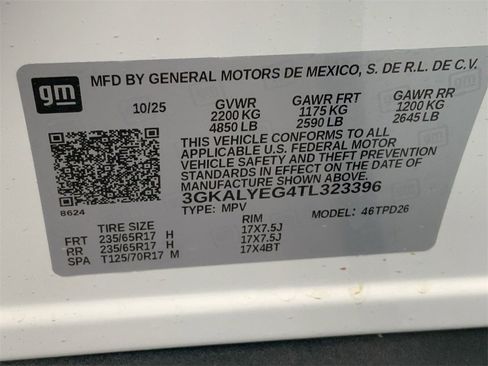 gm
MFD BY GENERAL MOTORS DE MEXICO, S. DE R.L. DE C.V.
10/25 GVWR GAWR FRT GAWR RR
2200 KG 1175 KG 1200 KG
4850 LB 2590 LB 2645 LB
THIS VEHICLE CONFORMS TO ALL
APPLICABLE U.S. FEDERAL MOTOR
VEHICLE SAFETY AND THEFT PREVENTION
STANDARDS IN EFFECT ON THE DATE OF
MANUFACTURE SHOWN ABOVE.
3GKALYEG4TL323396
TYPE: MPV MODEL: 46TPD26
8624
TIRE SIZE RIM
FRT 235/65R17 H 17X7.5J
RR 235/65R17 H 17X7.5J
SPA T125/70R17 M 17X4BT